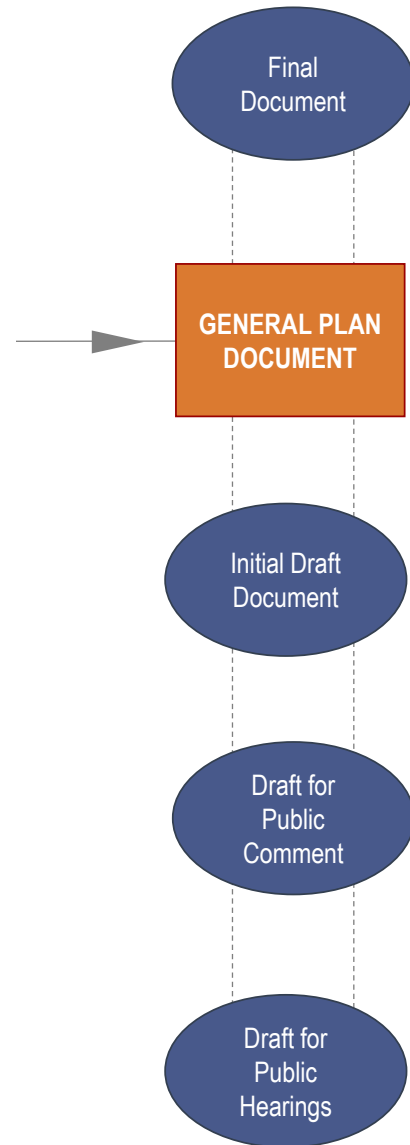 Final
Document
GENERAL PLAN
DOCUMENT
Initial Draft
Document
Draft for
Public
Comment
Draft for
Public
Hearings